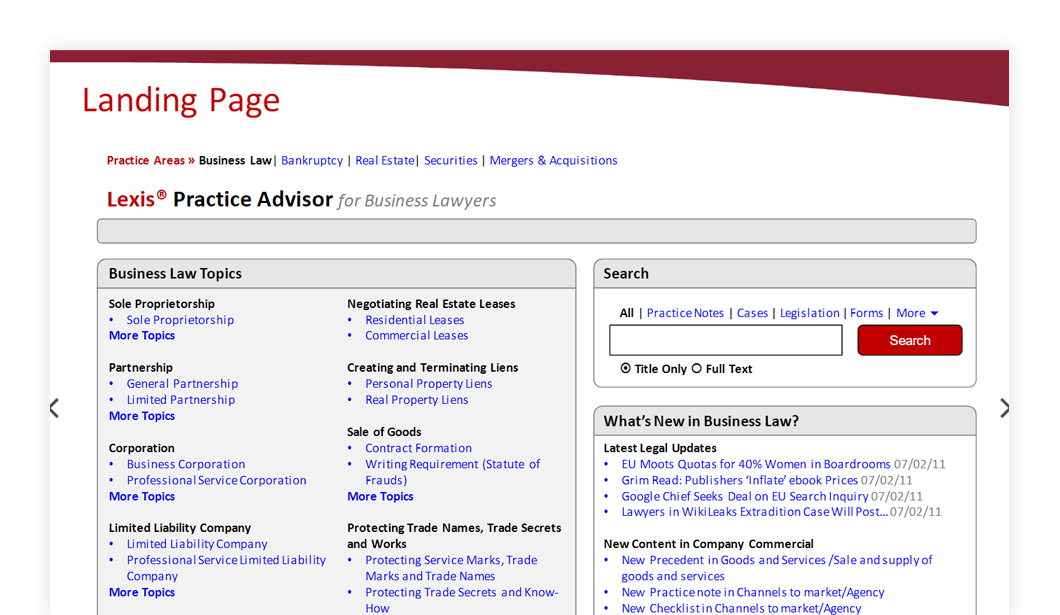 Landing Page
Practice Areas » Business Law| Bankruptcy | Real Estate| Securities | Mergers & Acquisitions
Lexis® Practice Advisor for Business Lawyers
Business Law Topics
Sole Proprietorship
• Sole Proprietorship
More Topics
Partnership
• General Partnership
• Limited Partnership
More Topics
Corporation
• Business Corporation
• Professional Service Corporation
More Topics
Limited Liability Company
• Limited Liability Company
• Professional Service Limited Liability
Company
More Topics
Negotiating Real Estate Leases
• Residential Leases
• Commercial Leases
Creating and Terminating Liens
• Personal Property Liens
• Real Property Liens
Sale of Goods
• Contract Formation
• Writing Requirement (Statute of
Frauds)
More Topics
Protecting Trade Names, Trade Secrets
and Works
• Protecting Service Marks, Trade
Marks and Trade Names
• Protecting Trade Secrets and Know-
How
Search
All | Practice Notes | Cases | Legislation | Forms | More
Search
Title Only Full Text
What's New in Business Law?
Latest Legal Updates
• EU Moots Quotas for 40% Women in Boardrooms 07/02/11
• Grim Read: Publishers 'Inflate' ebook Prices 07/02/11
• Google Chief Seeks Deal on EU Search Inquiry 07/02/11
• Lawyers in WikiLeaks Extradition Case Will Post... 07/02/11
New Content in Company Commercial
• New Precedent in Goods and Services /Sale and supply of
goods and services
• New Practice note in Channels to market/Agency
• New Checklist in Channels to market/Agency